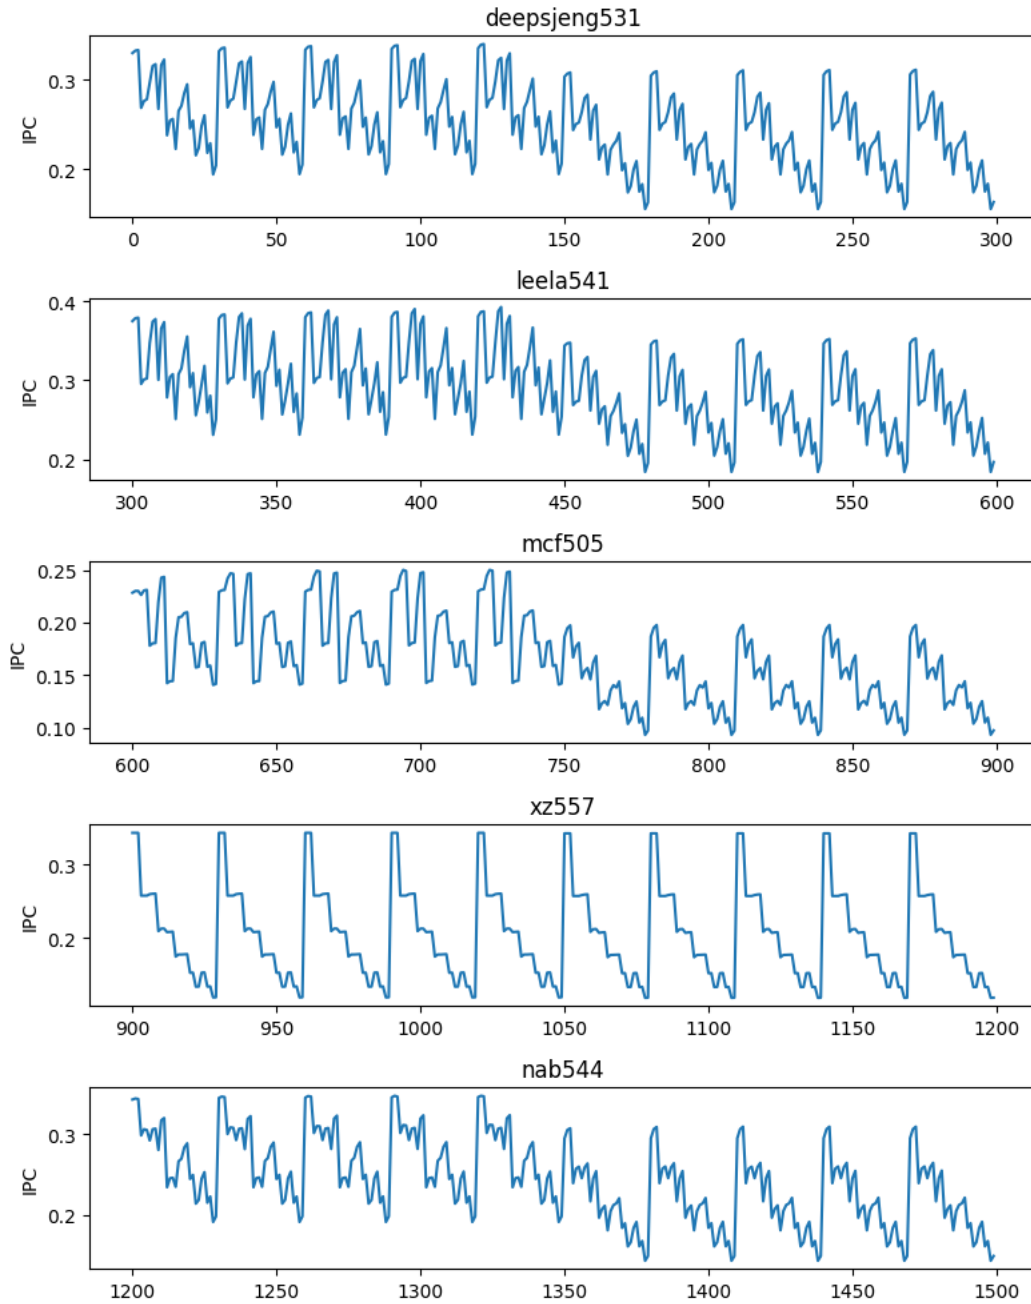 deepsjeng531
IPC
0.3
0.2
0 50 100 150 200 250 300
leela541
IPC
0.4
0.3
0.2
300 350 400 450 500 550 600
mcf505
IPC
0.25
0.20
0.15
0.10
600 650 700 750 800 850 900
xz557
IPC
0.3
0.2
900 950 1000 1050 1100 1150 1200
nab544
IPC
0.3
0.2
1200 1250 1300 1350 1400 1450 1500